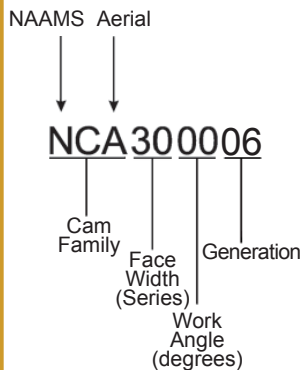 NAAMS Aerial
NCA300006
Cam
Family
Face
Width
(Series)
Work
Angle
(degrees)
Generation